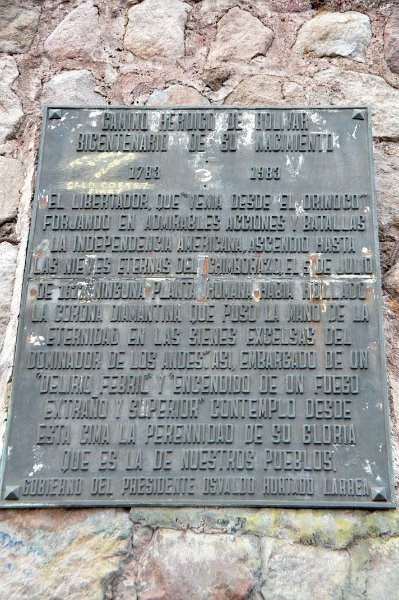 CAMINO HEROICO DE BOLIVAR
BICENTENARIO DE SU NACIMIENTO
1783 1983
EL LIBERTADOR, QUE "VENIA DESDE EL ORINOCO"
FORJANDO EN ADMIRABLES ACCIONES Y BATALLAS
LA INDEPENDENCIA AMERICANA, ASCENDIO HASTA
LAS NIEVES ETERNAS DEL CHIMBORAZO, EL 5 DE
DE NINGUNA PLANTA HUMANA HABIA HOLLADO
LA CORONA DIAMANTINA QUE PUSO LA MANO DE LA
ETERNIDAD EN LAS SIENES EXCELSAS DEL
DOMINADOR DE LOS ANDES". ASI, EMBARGADO DE UN
"DELIRIO FEBRIL" Y "ENCENDIDO DE UN FUEGO
EXTRAÑO Y SUPERIOR" CONTEMPLO DESDE
ESTA CIMA LA PERENNIDAD DE SU GLORIA
QUE ES LA DE NUESTROS PUEBLOS.
GOBIERNO DEL PRESIDENTE OSVALDO HURTADO LARREA